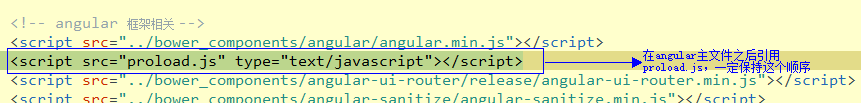 <!-- angular 框架相关 -->
<script src="../bower_components/angular/angular.min.js"></script>
<script src="proload.js" type="text/javascript"></script>
在angular主文件之后引用
proload.js，一定保持这个顺序
<script src="../bower_components/angular-ui-router/release/angular-ui-router.min.js"></script>
<script src="../bower_components/angular-sanitize/angular-sanitize.min.js"></script>